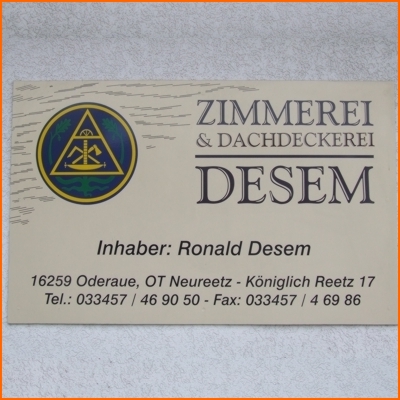 ZIMMEREI
& DACHDECKEREI
DESEM
Inhaber: Ronald Desem
16259 Oderaue, OT Neureetz - Königlich Reetz 17
Tel.: 033457 / 46 90 50 - Fax: 033457 / 4 69 86